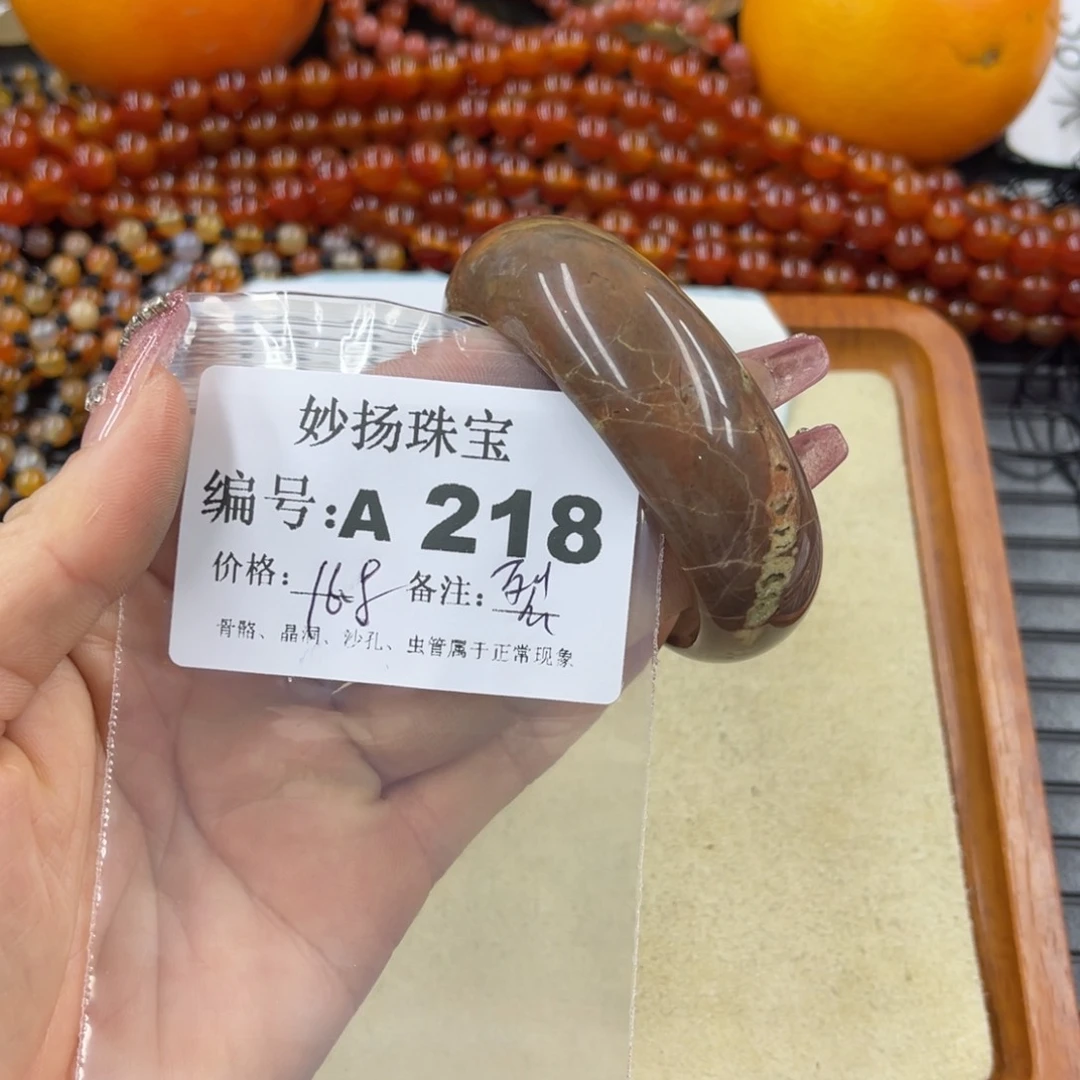 妙扬珠宝
编号:A 218
价格: 168 备注: 裂
骨骼、晶洞、沙孔、虫管属于正常现象